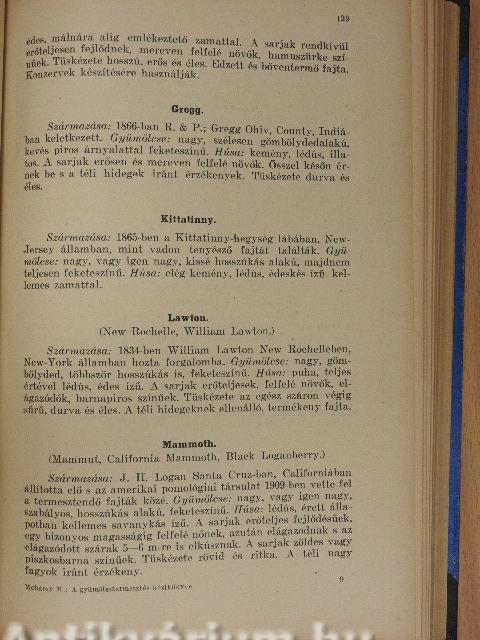 129
édes, málnára alig emlékeztető zamattal. A sarjak rendkívül
erőteljesen fejlődnek, mereven felfelé növők, hamuszürke szí-
nűek. Tüskézete hosszú, erős és éles. Edzett és bőventermő fajta.
Konzervek készítésére használják.
Gregg.
Származása: 1866-ban R. & P.; Gregg Ohiv, County, Indiá-
ban keletkezett. Gyümölcse: nagy, szélesen gömbölydedalakú,
kevés piros árnyalattal feketeszínű. Húsa: kemény, lédús, illa-
tos. A sarjak erősen és mereven felfelé növők. Ősszel későn ér-
nek be s a téli hidegek iránt érzékenyek. Tüskézete durva és
éles.
Kittatinny.
Származása: 1865-ben a Kittatinny-hegység lábában, New-
Jersey államban, mint vadon tenyésző fajtát találták. Gyü-
mölcse: nagy, vagy igen nagy, kissé hosszúkás alakú, majdnem
teljesen feketeszínű. Húsa: elég kemény, lédús, édeskés ízű kel-
lemes zamattal.
Lawton.
(New Rochelle, William Lawton.)
Származása: 1834-ben William Lawton New Rochelleben,
New-York államban hozta forgalomba. Gyümölcse: nagy, göm-
bölyded, többször hosszúkás is, feketeszínű. Húsa: puha, teljes
értével lédús, édes ízű. A sarjak erőteljesek, felfelé növők, el-
ágazódók, barnapiros színűek. Tüskézete az egész száron végig
sűrű, durva és éles. A téli hidegeknek ellenálló, termékeny fajta.
Mammoth.
(Mammut, California Mammoth, Black Loganberry.)
Származása: J. H. Logan Santa Cruz-ban, Califorňiában
állította elő s az amerikai pomológiai társulat 1909-ben vette fel
a termesztendő fajták közé. Gyümölcse: nagy, vagy igen nagy,
szabályos, hosszúkás alakú, feketeszínű. Húsa: lédús, érett álla-
potban kellemes savanykás ízű. A sarjak erőteljes fejlődésűek,
egy bizonyos magasságig felfelé nőnek, azután elágazódnak s az
elágazódott szárak 5—6 m-re is elkúsznak. A sarjak zöldes vagy
piszkosbarna színűek. Tüskézete rövid és ritka. A téli nagy
fagyok iránt érzékeny.
9
Mohácsy M.: A gyümölcstermesztés kézikönyve
Antikvárium.hu